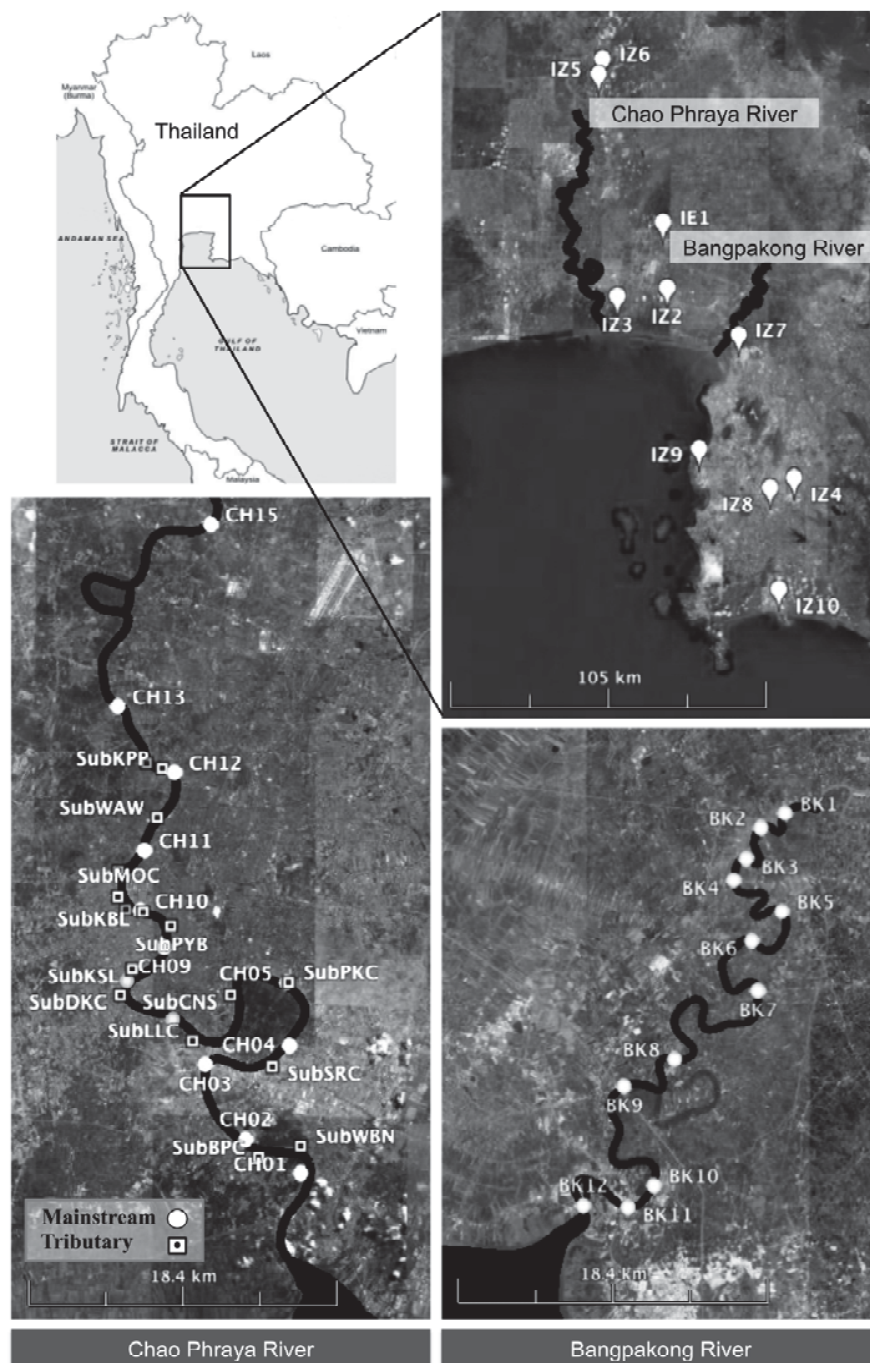 Laos
Myanmar
(Burma)
Thailand
ANDAMAN SEA
Cambodia
Vietnam
GULF OF
THAILAND
STRAIT OF
MALACCA
Malaysia
IZ6
IZ5
Chao Phraya River
IE1
Bangpakong River
IZ3
IZ2
IZ7
IZ9
IZ8
IZ4
IZ10
105 km
CH15
CH13
SubKPP
CH12
SubWAW
CH11
SubMOC
CH10
SubKBL
SubPYB
CH09
SubKSL
CH05
SubPKC
SubDKC
SubCNS
SubLLC
CH04
CH03
SubSRC
CH02
SubBPC
SubWBN
CH01
Mainstream
Tributary
18.4 km
Chao Phraya River
BK1
BK2
BK3
BK4
BK5
BK6
BK7
BK8
BK9
BK10
BK12
BK11
18.4 km
Bangpakong River